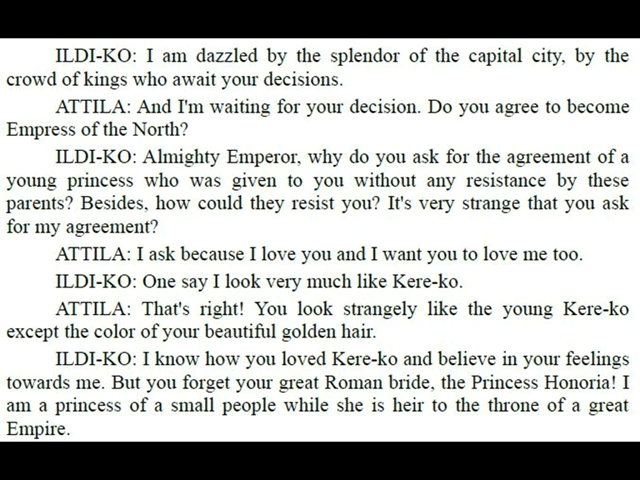 ILDI-KO: I am dazzled by the splendor of the capital city, by the
crowd of kings who await your decisions.
ATTILA: And I'm waiting for your decision. Do you agree to become
Empress of the North?
ILDI-KO: Almighty Emperor, why do you ask for the agreement of a
young princess who was given to you without any resistance by these
parents? Besides, how could they resist you? It's very strange that you ask
for my agreement?
ATTILA: I ask because I love you and I want you to love me too.
ILDI-KO: One say I look very much like Kere-ko.
ATTILA: That's right! You look strangely like the young Kere-ko
except the color of your beautiful golden hair.
ILDI-KO: I know how you loved Kere-ko and believe in your feelings
towards me. But you forget your great Roman bride, the Princess Honoria! I
am a princess of a small people while she is heir to the throne of a great
Empire.